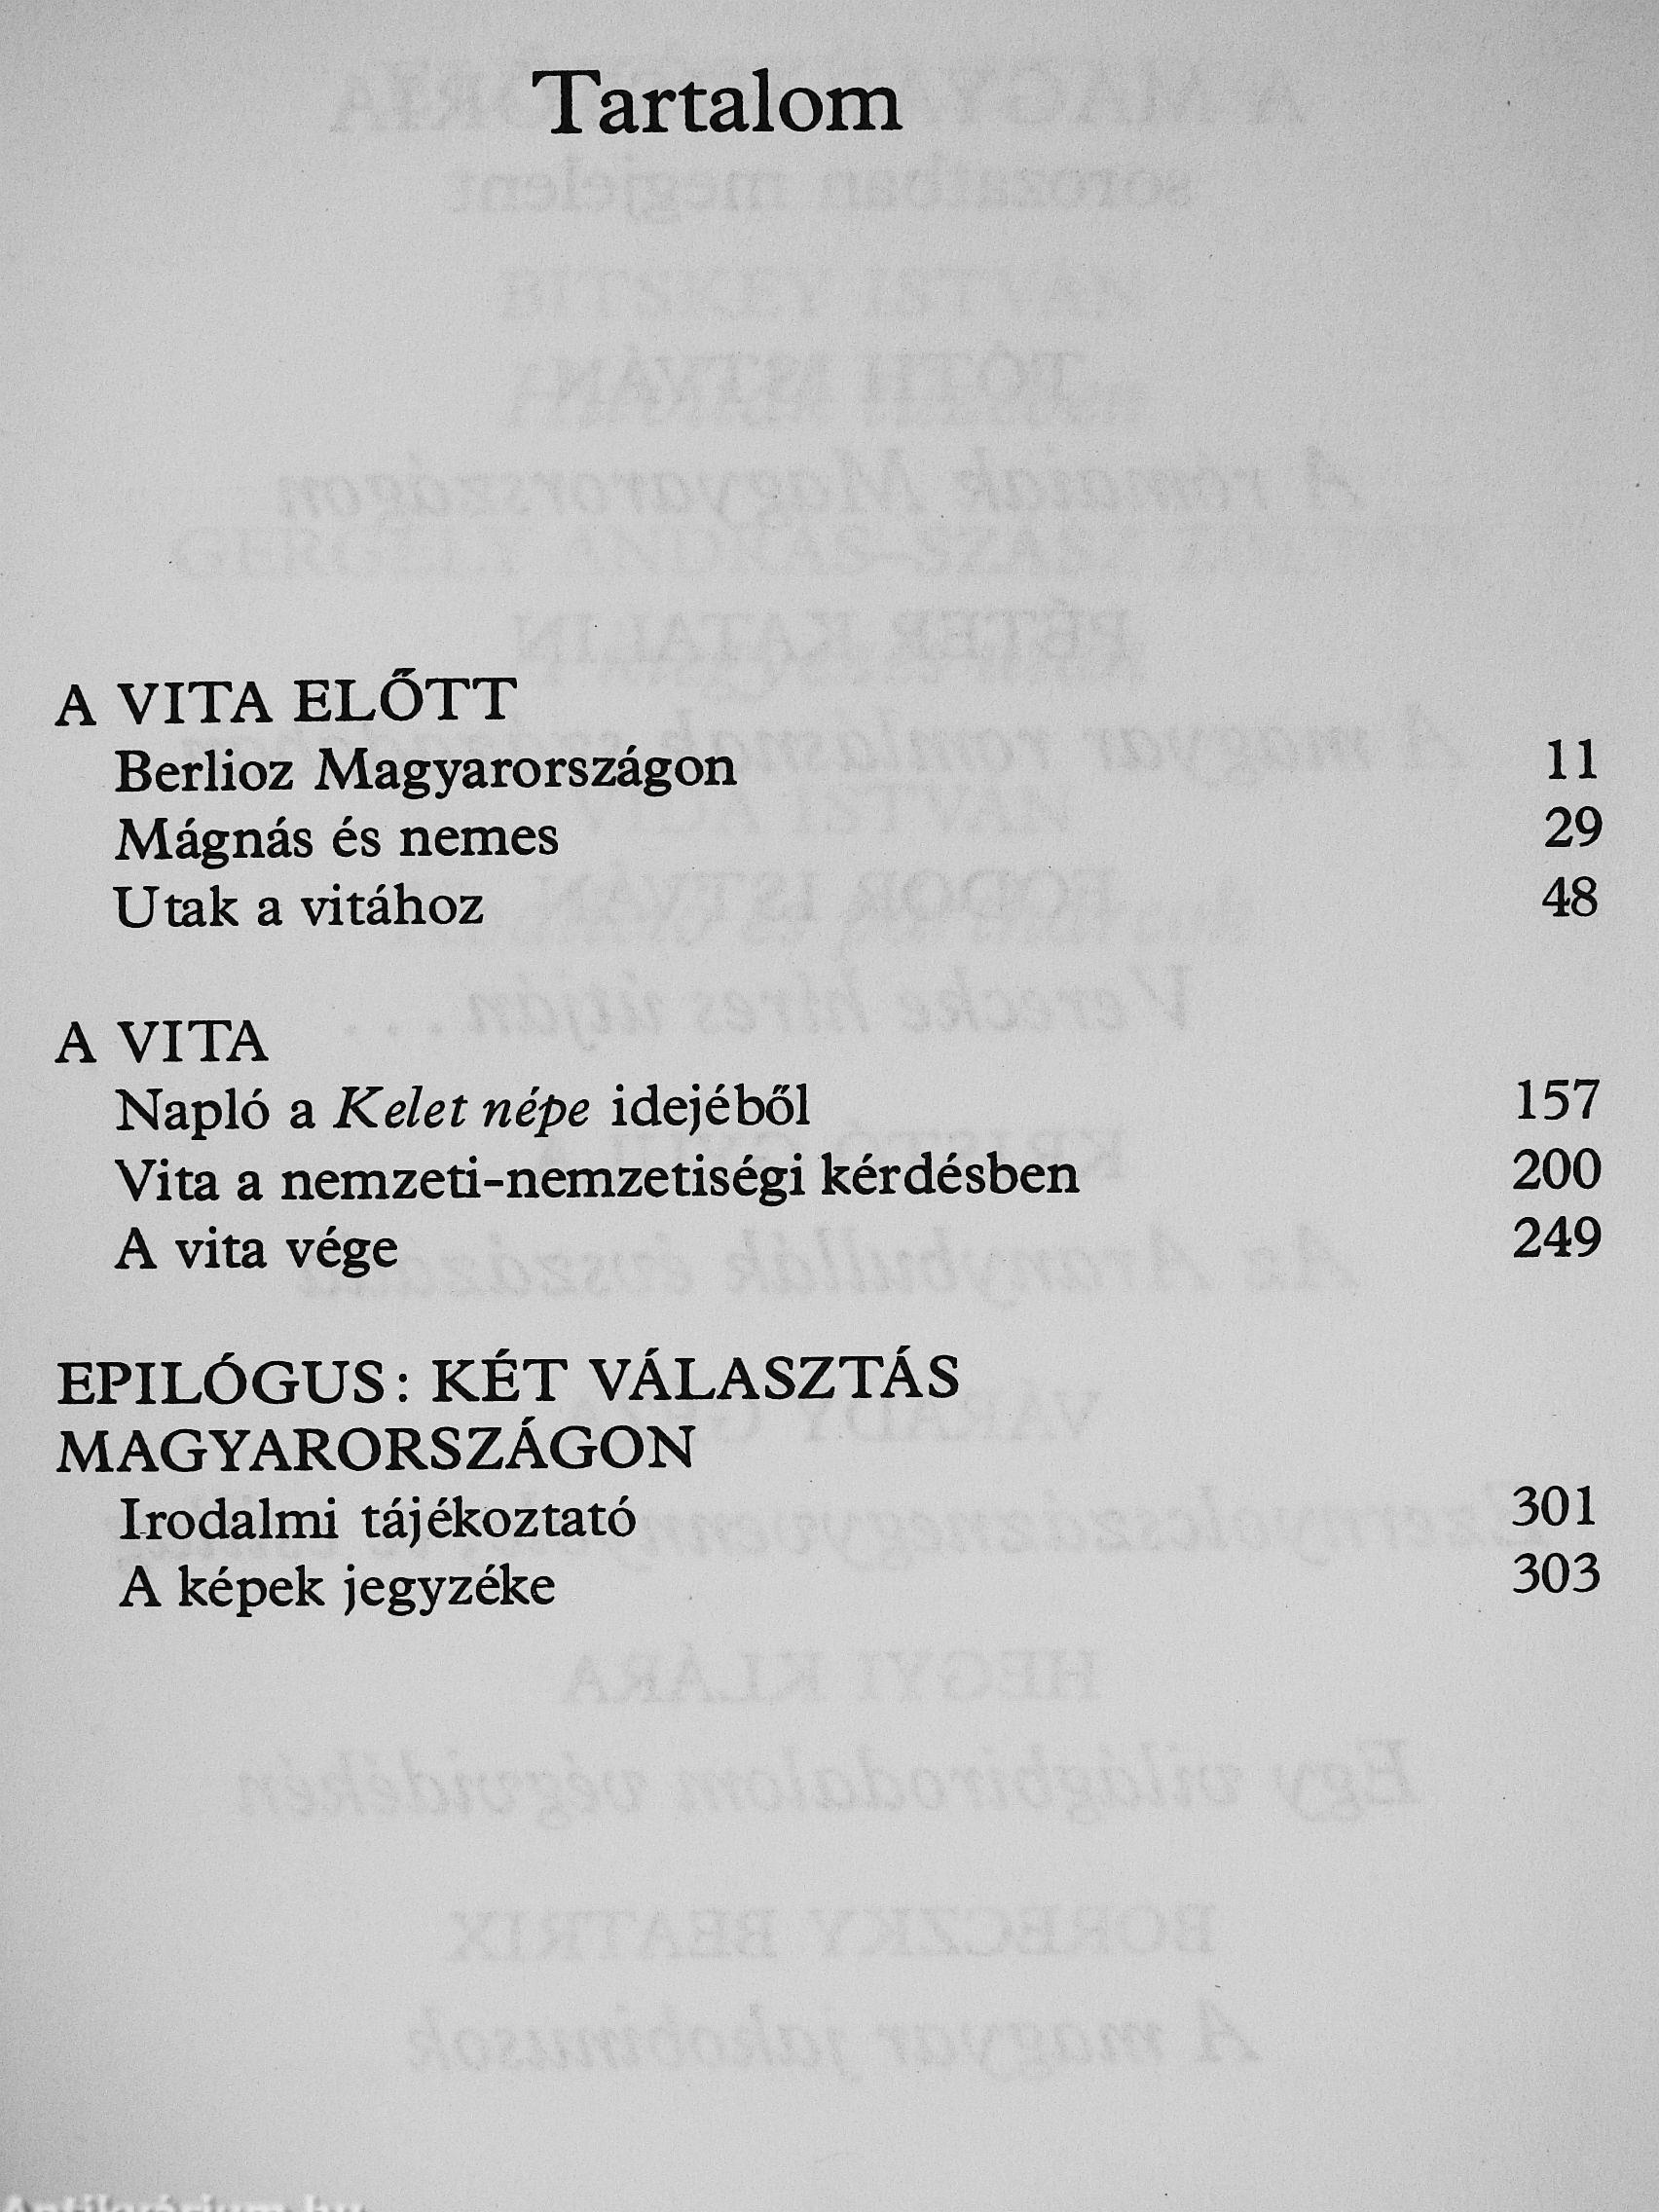 Tartalom
A VITA ELŐTT
Berlioz Magyarországon 11
Mágnás és nemes 29
Utak a vitához 48
A VITA
Napló a Kelet népe idejéből 157
Vita a nemzeti-nemzetiségi kérdésben 200
A vita vége 249
EPILÓGUS: KÉT VÁLASZTÁS
MAGYARORSZÁGON
Irodalmi tájékoztató 301
A képek jegyzéke 303